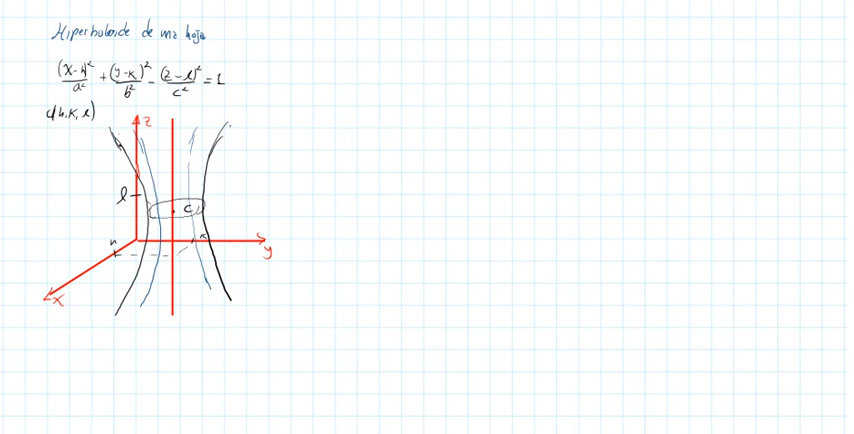 Hiperboloide de una hoja
(x-h)²/a² + (y-k)²/b² - (z-l)²/c² = 1
c(h,k,l)
z
l
c
h
k
y
x